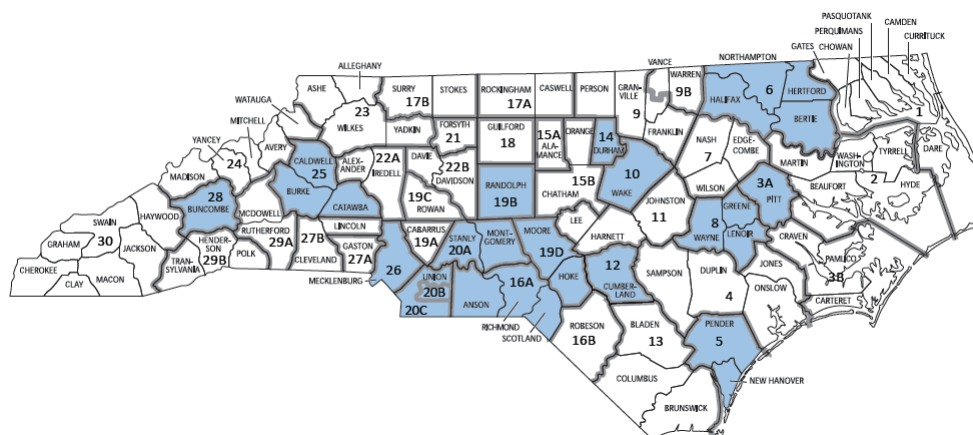 PASQUOTANK
CAMDEN
PERQUIMANS
CURRITUCK
GATES
CHOWAN
NORTHAMPTON
VANCE
ALLEGHANY
WATAUGA
MITCHELL
YANCEY
ASHE
SURRY
17B
STOKES
ROCKINGHAM
17A
CASWELL
PERSON
GRAN-
VILLE
9
WARREN
9B
HALIFAX
6
HERTFORD
BERTIE
1
23
WILKES
YADKIN
FORSYTH
21
GUILFORD
18
15A
ALA-
MANCE
ORANGE
14
DURHAM
FRANKLIN
NASH
7
EDGE-
COMBE
MARTIN
WASH-
INGTON
TYRRELL
DARE
2
HYDE
BEAUFORT
24
AVERY
MADISON
CALDWELL
25
BURKE
CATAWBA
ALEX-
ANDER
22A
IREDELL
DAVIE
22B
DAVIDSON
19C
ROWAN
RANDOLPH
19B
15B
CHATHAM
10
WAKE
WILSON
3A
PITT
GREENE
8
WAYNE
LENOIR
JOHNSTON
11
28
BUNCOMBE
MCDOWELL
HAYWOOD
SWAIN
30
GRAHAM
JACKSON
CHEROKEE
CLAY
MACON
TRAN-
SYLVANIA
HENDER-
SON
29B
POLK
RUTHERFORD
29A
27B
CLEVELAND
LINCOLN
GASTON
27A
MECKLENBURG
26
CABARRUS
19A
STANLY
20A
MONT-
GOMERY
MOORE
19D
LEE
HARNETT
CRAVEN
PAMLICO
3B
CARTERET
JONES
ONSLOW
DUPLIN
4
SAMPSON
12
CUMBER-
LAND
HOKE
UNION
20B
20C
ANSON
16A
RICHMOND
SCOTLAND
ROBESON
16B
BLADEN
13
COLUMBUS
BRUNSWICK
PENDER
5
NEW HANOVER